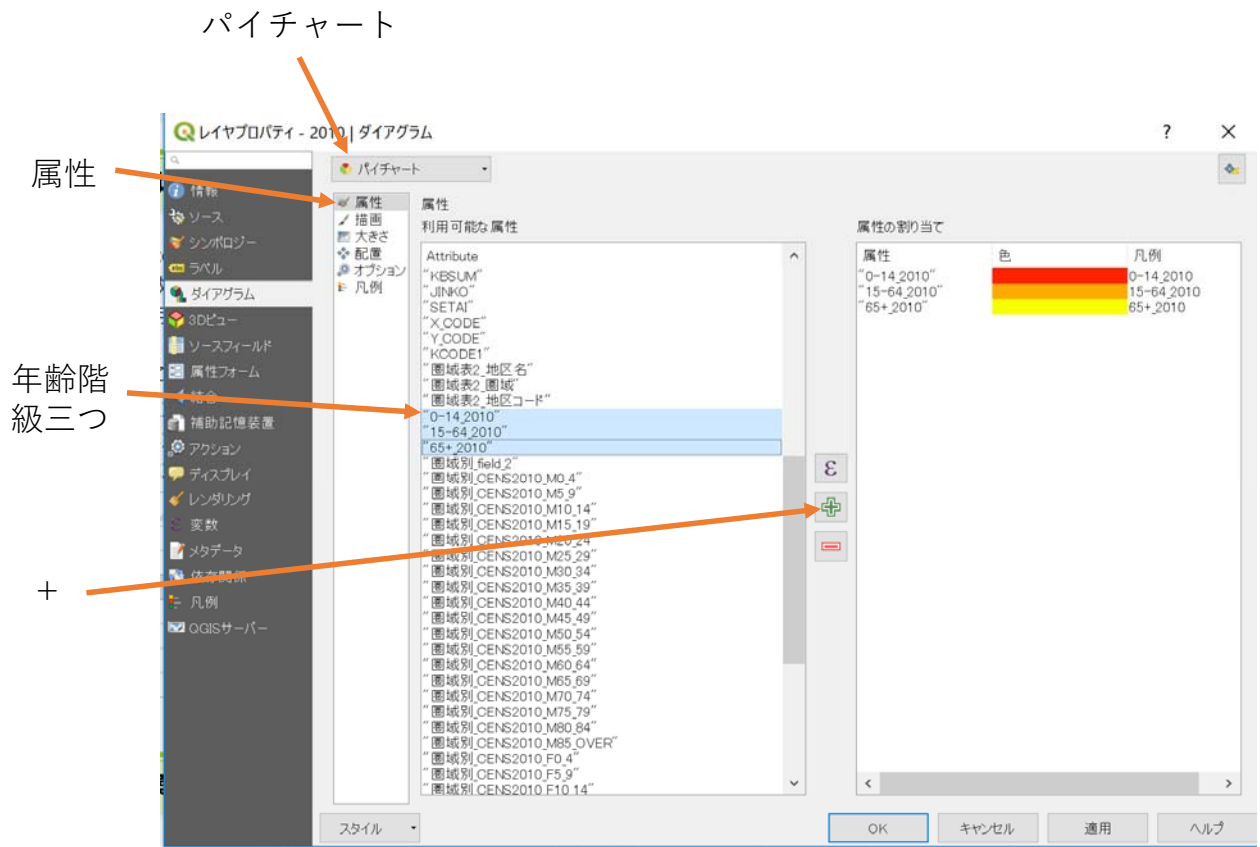 パイチャート
レイヤプロパティ - 2010 | ダイアグラム
? ×
属性
年齢階
級三つ
+
情報
ソース
シンボロジー
abc ラベル
ダイアグラム
3Dビュー
ソースフィールド
属性フォーム
補助記憶装置
アクション
ディスプレイ
レンダリング
変数
メタデータ
依存関係
凡例
QGISサーバー
パイチャート
属性
描画
大きさ
配置
オプション
凡例
属性
利用可能な属性
Attribute
"KBSUM"
"JINKO"
"SETAI"
"X_CODE"
"Y_CODE"
"KCODE1"
"圏域表2_地区名"
"圏域表2_圏域"
"圏域表2_地区コード"
"0-14_2010"
"15-64_2010"
"65+_2010"
"圏域別_field_2"
"圏域別_CENS2010_M0_4"
"圏域別_CENS2010_M5_9"
"圏域別_CENS2010_M10_14"
"圏域別_CENS2010_M15_19"
"圏域別_CENS2010_M20_24"
"圏域別_CENS2010_M25_29"
"圏域別_CENS2010_M30_34"
"圏域別_CENS2010_M35_39"
"圏域別_CENS2010_M40_44"
"圏域別_CENS2010_M45_49"
"圏域別_CENS2010_M50_54"
"圏域別_CENS2010_M55_59"
"圏域別_CENS2010_M60_64"
"圏域別_CENS2010_M65_69"
"圏域別_CENS2010_M70_74"
"圏域別_CENS2010_M75_79"
"圏域別_CENS2010_M80_84"
"圏域別_CENS2010_M85_OVER"
"圏域別_CENS2010_F0_4"
"圏域別_CENS2010_F5_9"
"圏域別_CENS2010_F10_14"
ε
属性の割り当て
属性 色 凡例
"0-14_2010" 0-14_2010
"15-64_2010" 15-64_2010
"65+_2010" 65+_2010
スタイル
OK キャンセル 適用 ヘルプ